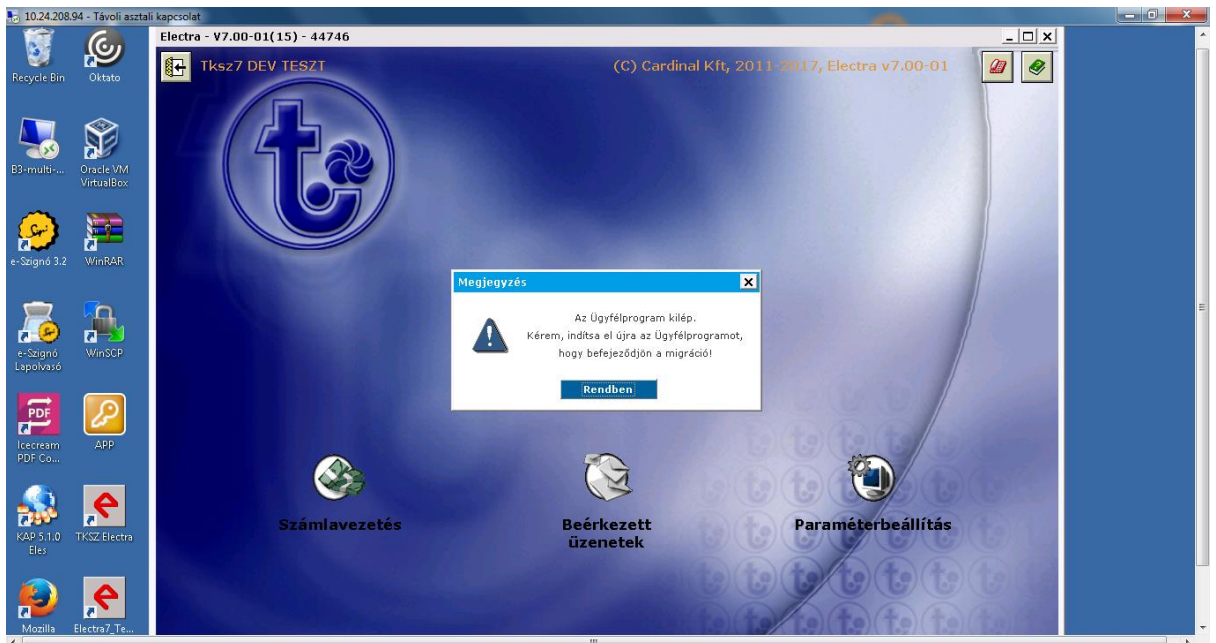 10.24.208.94 - Távoli asztali kapcsolat
Electra - V7.00-01(15) - 44746
Tksz7 DEV TESZT
(C) Cardinal Kft, 2011-2017, Electra v7.00-01
Recycle Bin
Oktato
B3-multi-...
Oracle VM
VirtualBox
e-Szignó 3.2
WinRAR
e-Szignó
Lapolvasó
WinSCP
PDF
Icecream
PDF Co...
APP
KAP 5.1.0
Eles
TKSZ Electra
Mozilla
Electra7_Te...
Megjegyzés
Az Ügyfélprogram kilép.
Kérem, indítsa el újra az Ügyfélprogramot,
hogy befejeződjön a migráció!
Rendben
Számlavezetés
Beérkezett
üzenetek
Paraméterbeállítás